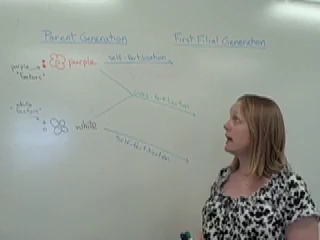 Parent Generation
First Filial Generation
purple
self-fertilization
purple
"factors"
cross-fertilization
white
factors"
white
self-fertilization